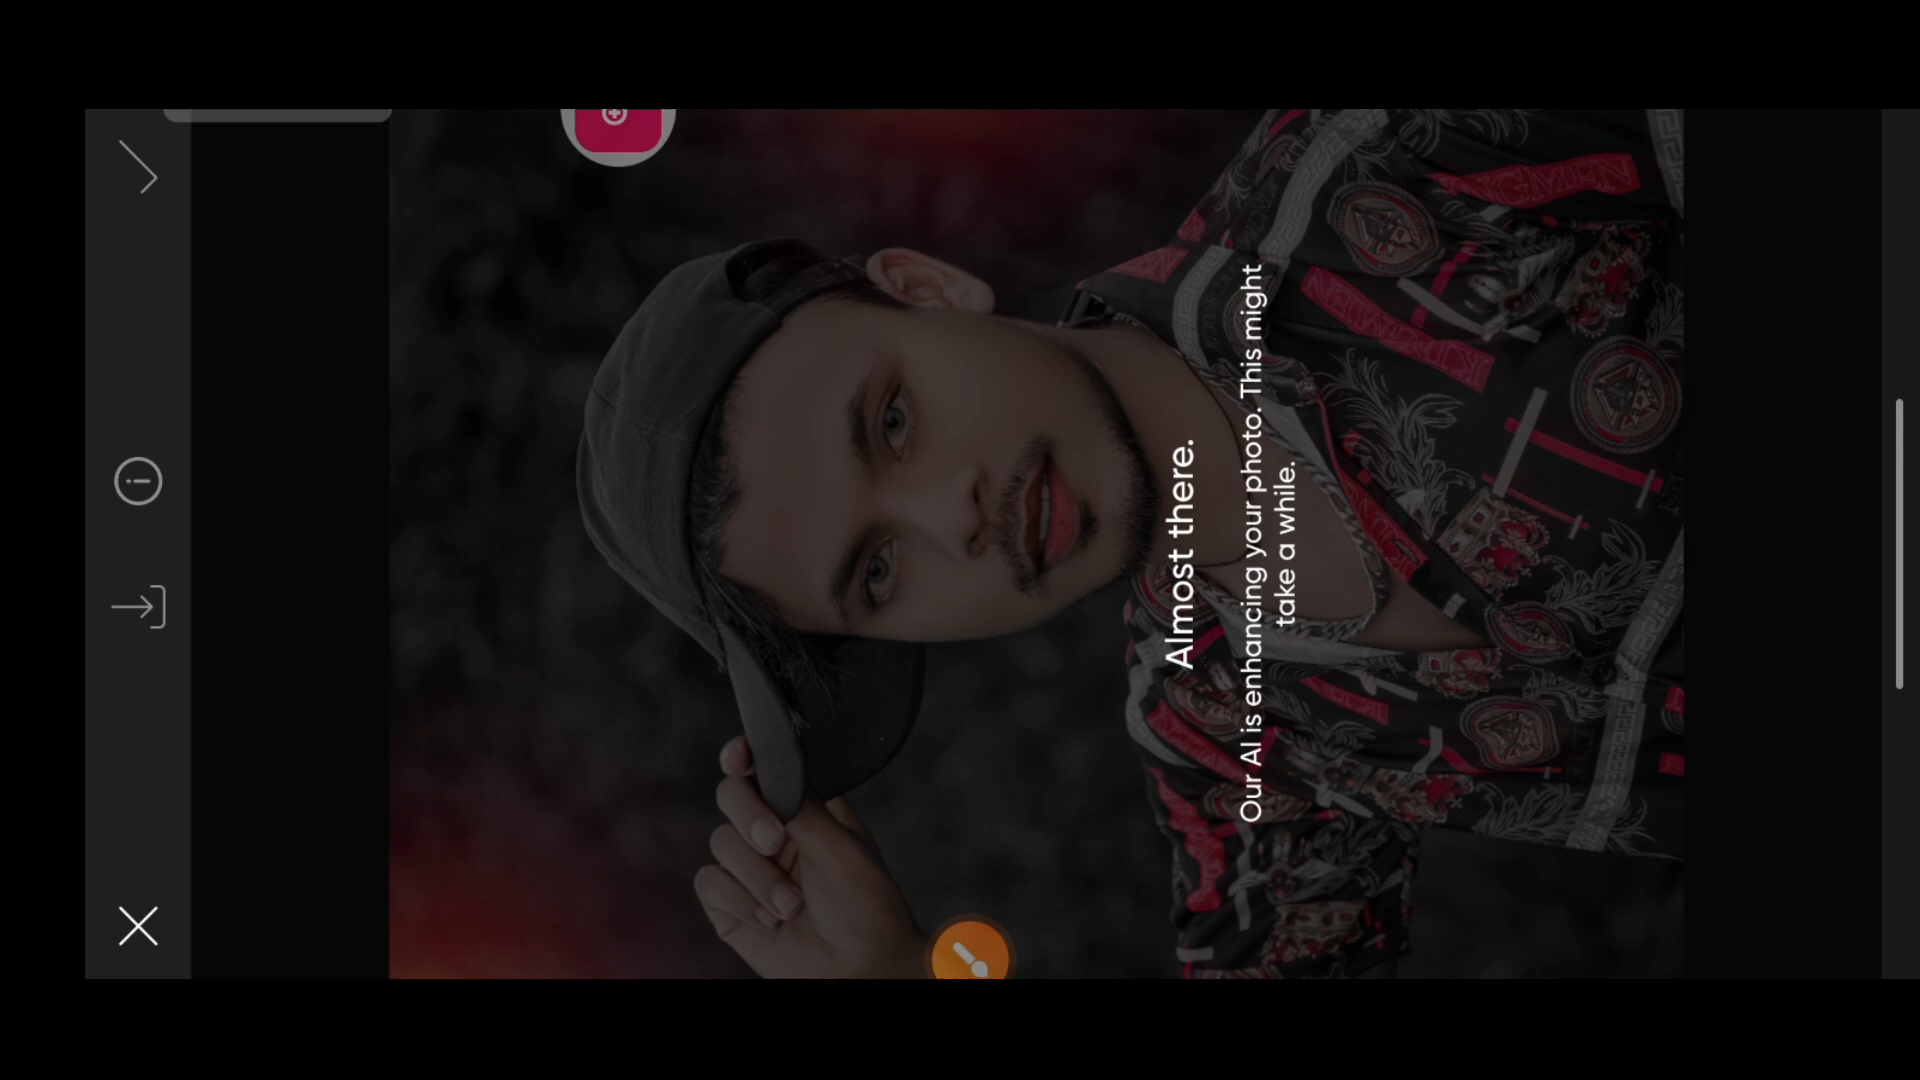 Almost there.
Our AI is enhancing your photo. This might
take a while.